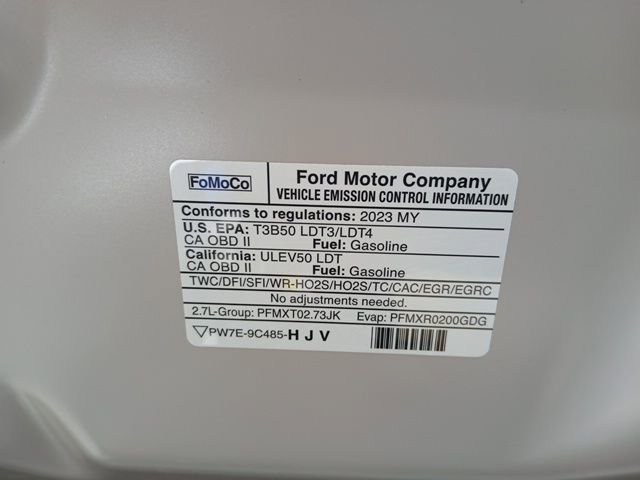 FoMoCo
Ford Motor Company
VEHICLE EMISSION CONTROL INFORMATION
Conforms to regulations: 2023 MY
U.S. EPA: T3B50 LDT3/LDT4
CA OBD II Fuel: Gasoline
California: ULEV50 LDT
CA OBD II Fuel: Gasoline
TWC/DFI/SFI/WR-HO2S/HO2S/TC/CAC/EGR/EGRC
No adjustments needed.
2.7L-Group: PFMXT02.73JK Evap: PFMXR0200GDG
PW7E-9C485-H J V